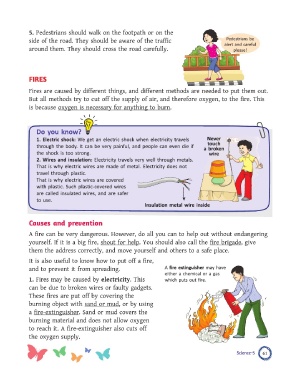 5. Pedestrians should walk on the footpath or on the
side of the road. They should be aware of the traffic
around them. They should cross the road carefully.
Pedestrians be
alert and careful
please!
FIRES
Fires are caused by different things, and different methods are needed to put them out.
But all methods try to cut off the supply of air, and therefore oxygen, to the fire. This
is because oxygen is necessary for anything to burn.
Do you know?
1. Electric shock: We get an electric shock when electricity travels
through the body. It can be very painful, and people can even die if
the shock is too strong.
2. Wires and insulation: Electricity travels very well through metals.
That is why electric wires are made of metal. Electricity does not
travel through plastic.
That is why electric wires are covered
with plastic. Such plastic-covered wires
are called insulated wires, and are safer
to use.
Never
touch
a broken
wire
Insulation metal wire inside
Causes and prevention
A fire can be very dangerous. However, do all you can to help out without endangering
yourself. If it is a big fire, shout for help. You should also call the fire brigade, give
them the address correctly, and move yourself and others to a safe place.
It is also useful to know how to put off a fire,
and to prevent it from spreading.
1. Fires may be caused by electricity. This
can be due to broken wires or faulty gadgets.
These fires are put off by covering the
burning object with sand or mud, or by using
a fire-extinguisher. Sand or mud covers the
burning material and does not allow oxygen
to reach it. A fire-extinguisher also cuts off
the oxygen supply.
A fire extinguisher may have
either a chemical or a gas
which puts out fire.
Science-5 61